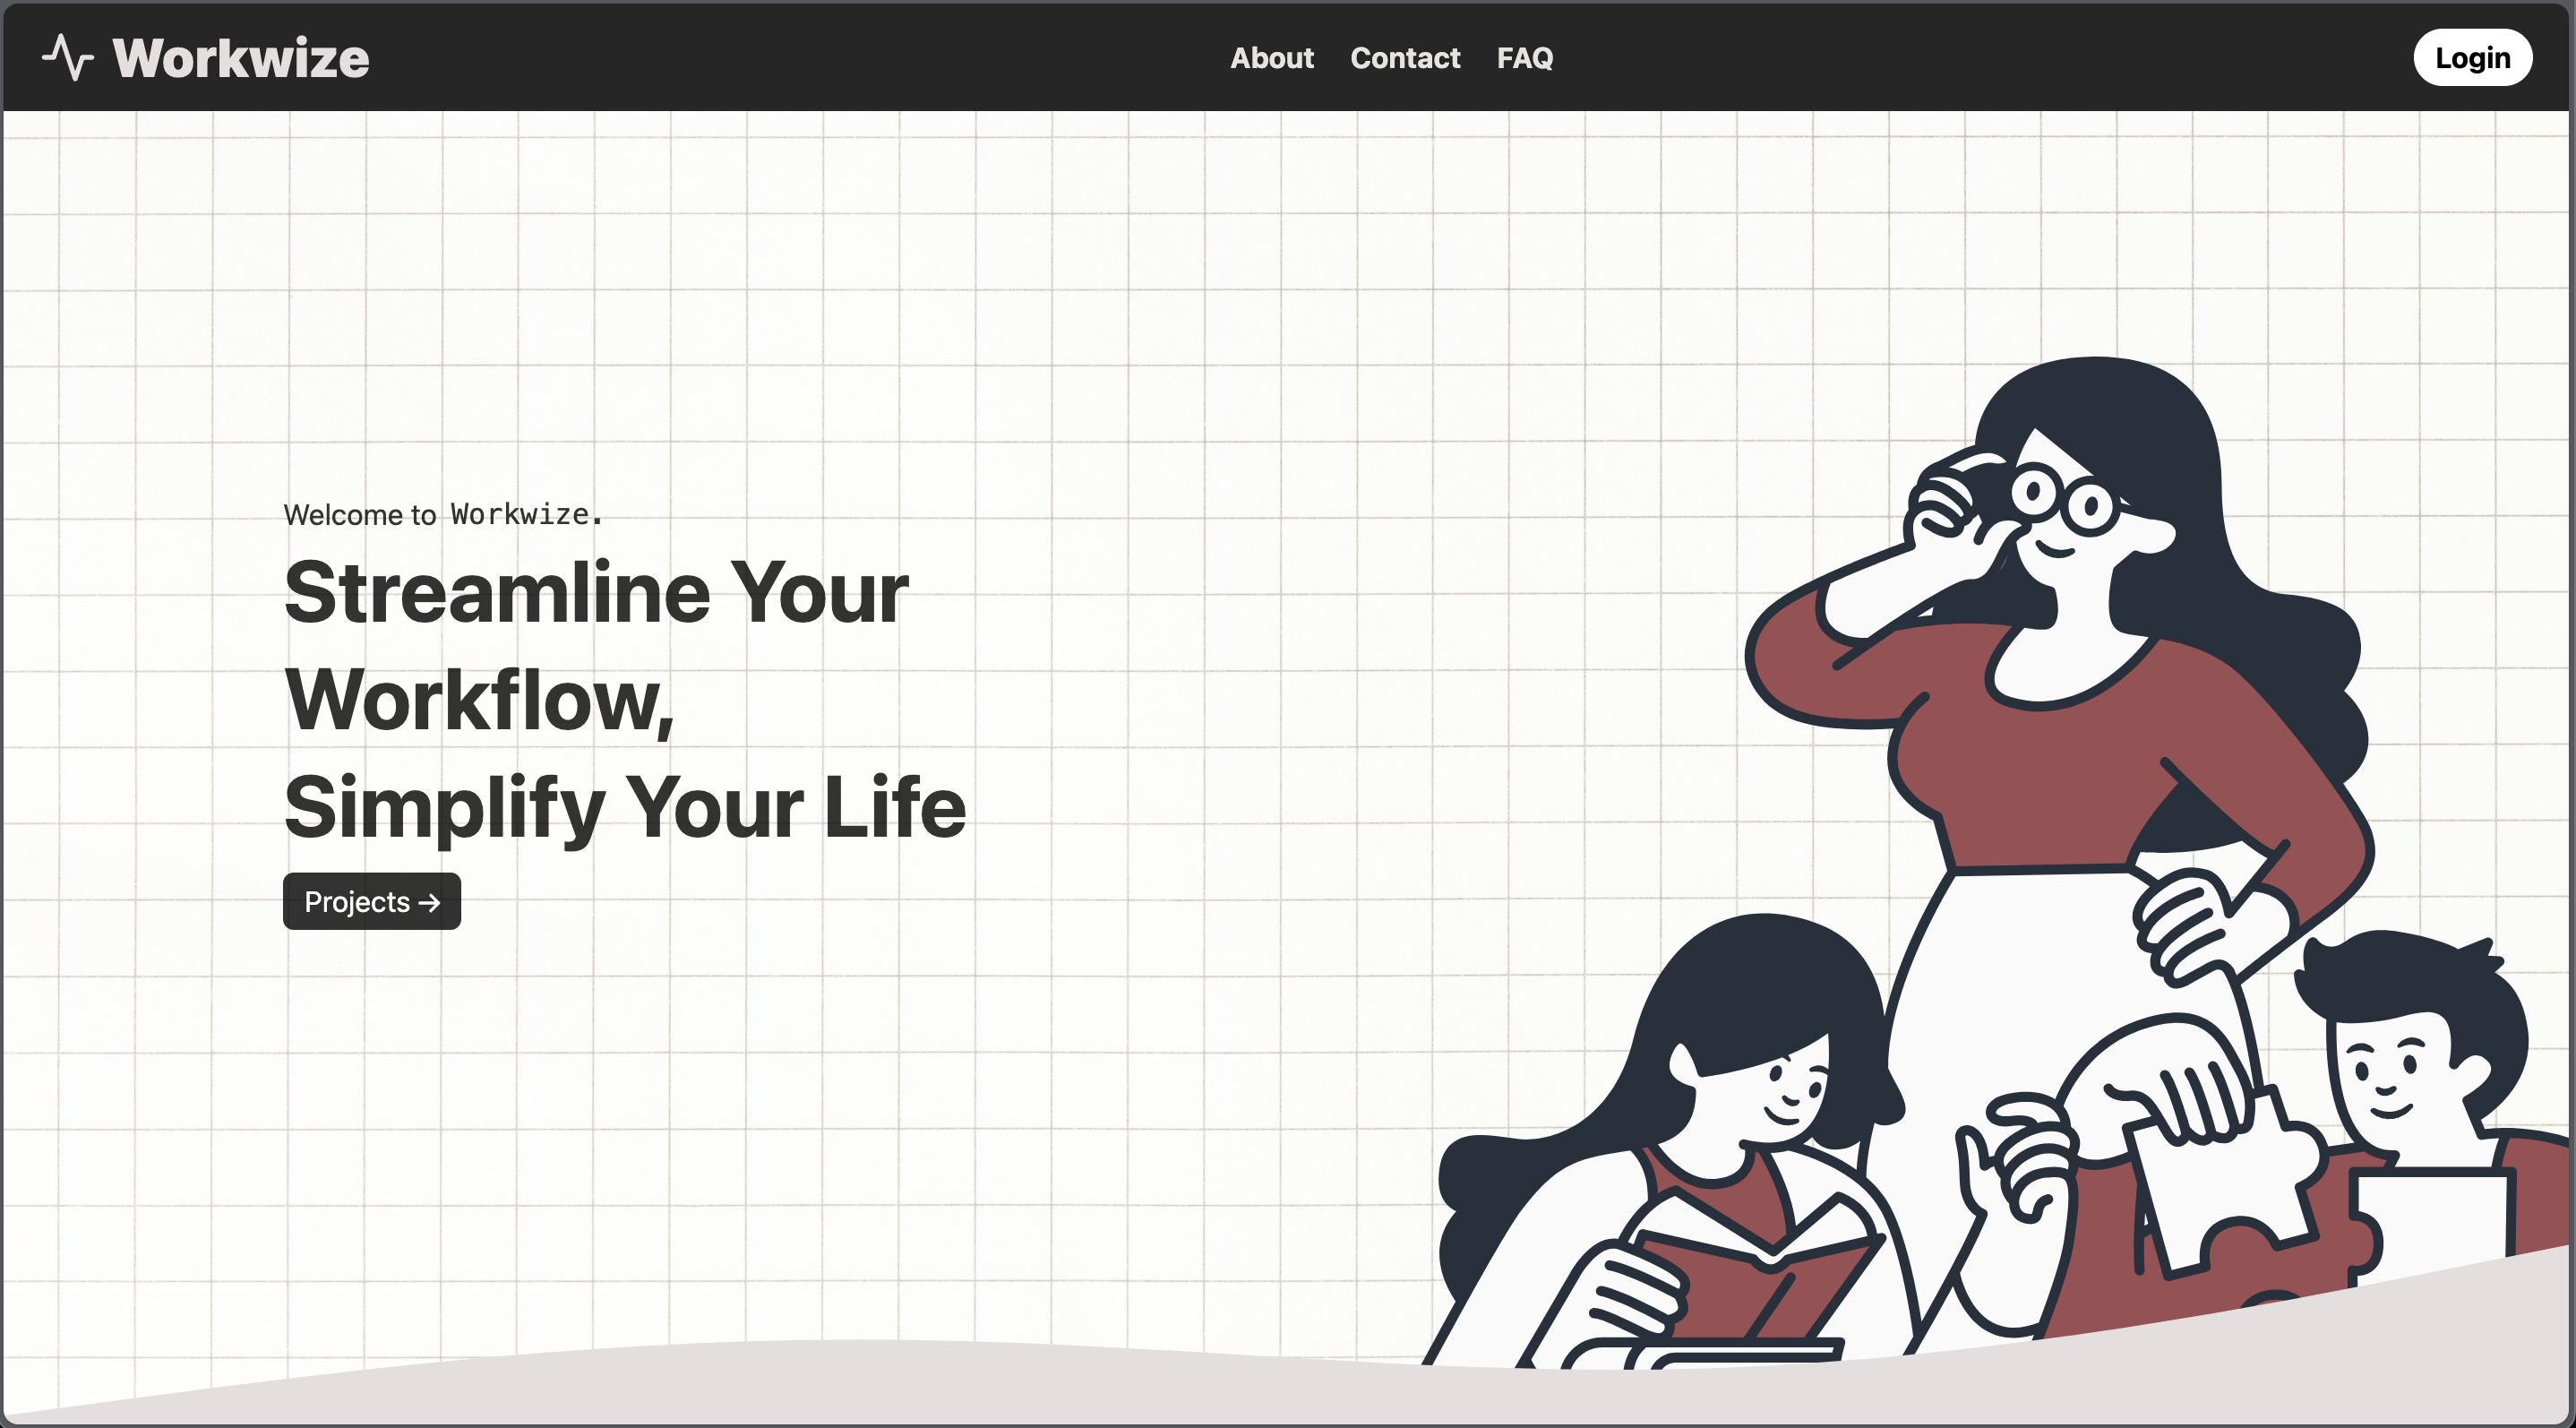 Workwize
About Contact FAQ
Login
Welcome to Workwize.
Streamline Your
Workflow,
Simplify Your Life
Projects →